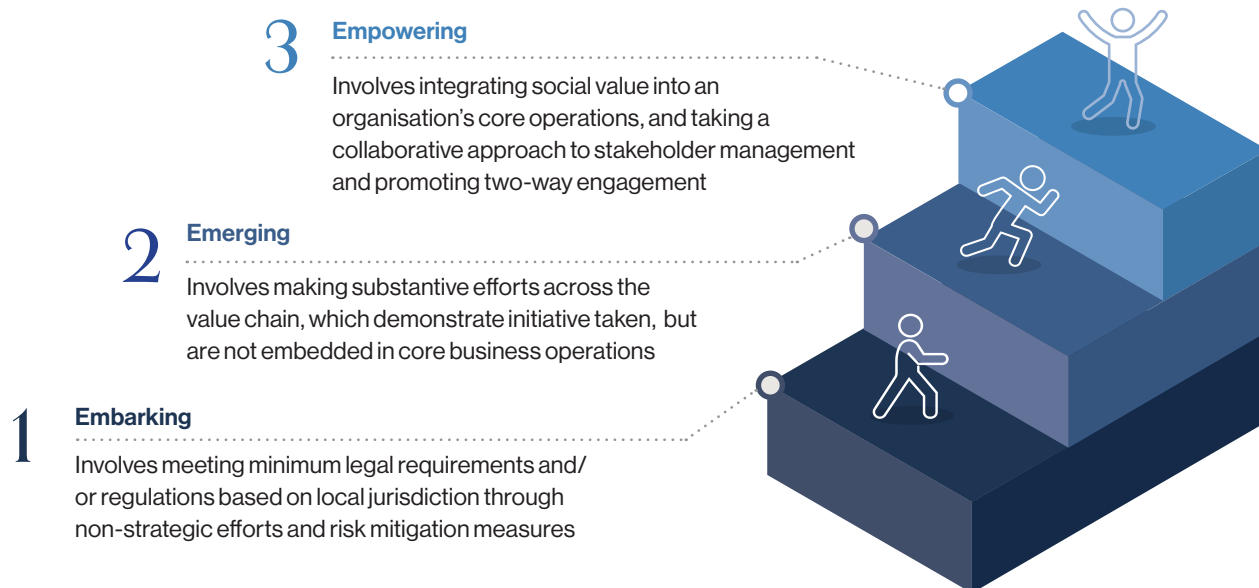 3 Empowering
Involves integrating social value into an
organisation's core operations, and taking a
collaborative approach to stakeholder management
and promoting two-way engagement
2 Emerging
Involves making substantive efforts across the
value chain, which demonstrate initiative taken, but
are not embedded in core business operations
1 Embarking
Involves meeting minimum legal requirements and/
or regulations based on local jurisdiction through
non-strategic efforts and risk mitigation measures